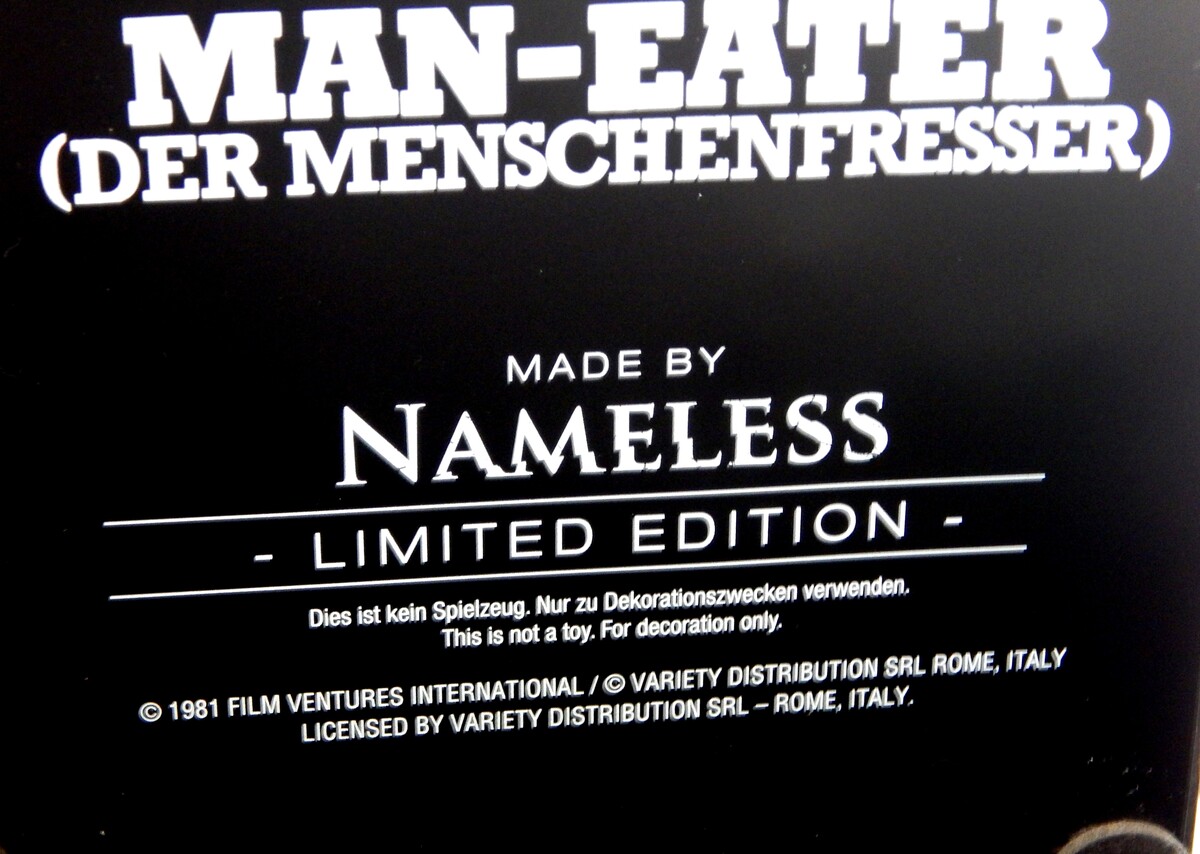 MAN-EATER
(DER MENSCHENFRESSER)
MADE BY
NAMELESS
- LIMITED EDITION -
Dies ist kein Spielzeug. Nur zu Dekorationszwecken verwenden.
This is not a toy. For decoration only.
© 1981 FILM VENTURES INTERNATIONAL / © VARIETY DISTRIBUTION SRL ROME, ITALY
LICENSED BY VARIETY DISTRIBUTION SRL – ROME, ITALY.